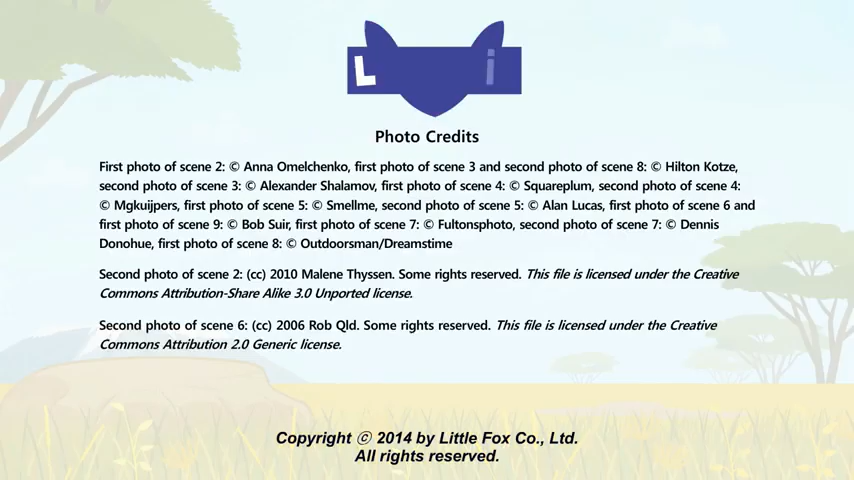 L i
Photo Credits
First photo of scene 2: © Anna Omelchenko, first photo of scene 3 and second photo of scene 8: © Hilton Kotze,
second photo of scene 3: © Alexander Shalamov, first photo of scene 4: © Squareplum, second photo of scene 4:
© Mgkuijpers, first photo of scene 5: © Smellme, second photo of scene 5: © Alan Lucas, first photo of scene 6 and
first photo of scene 9: © Bob Suir, first photo of scene 7: © Fultonsphoto, second photo of scene 7: © Dennis
Donohue, first photo of scene 8: © Outdoorsman/Dreamstime
Second photo of scene 2: (cc) 2010 Malene Thyssen. Some rights reserved. This file is licensed under the Creative
Commons Attribution-Share Alike 3.0 Unported license.
Second photo of scene 6: (cc) 2006 Rob Qld. Some rights reserved. This file is licensed under the Creative
Commons Attribution 2.0 Generic license.
Copyright ⓒ 2014 by Little Fox Co., Ltd.
All rights reserved.